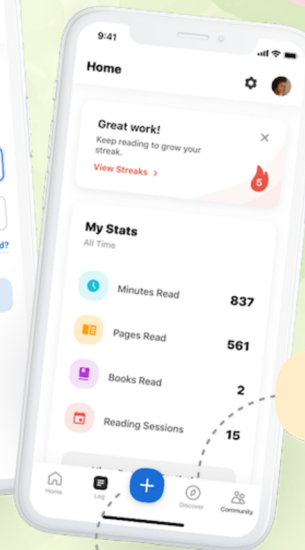 9:41
Home
Great work!
Keep reading to grow your
streak.
View Streaks >
5
My Stats
All Time
Minutes Read 837
Pages Read 561
Books Read 2
Reading Sessions 15
d?
Home
Log
Discover
Community